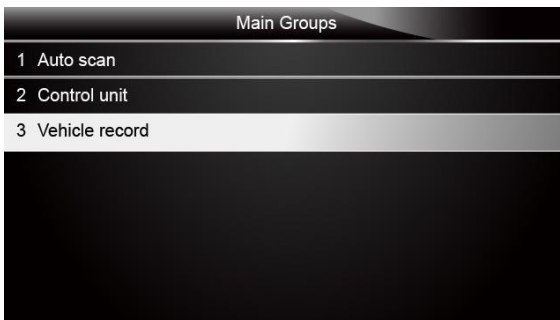 Main Groups
1 Auto scan
2 Control unit
3 Vehicle record